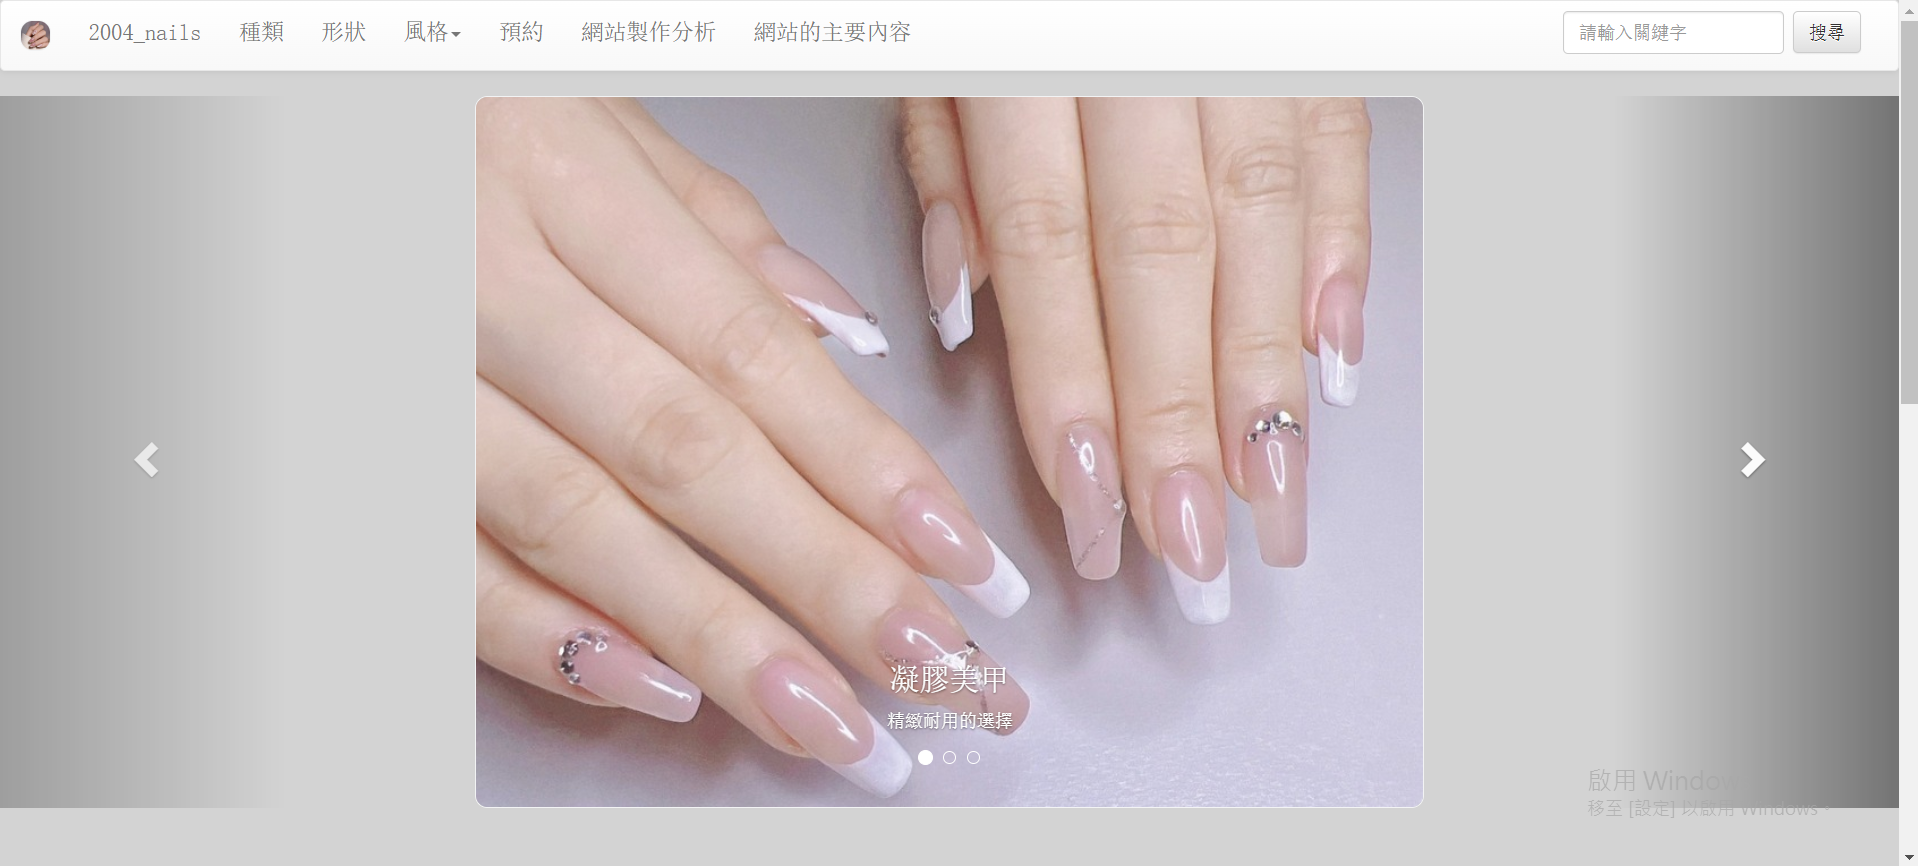 2004_nails 種類 形狀 風格 預約 網站製作分析 網站的主要內容 請輸入關鍵字 搜尋
凝膠美甲
精緻耐用的選擇
啟用 Windows
移至 [設定] 以啟用 Windows。